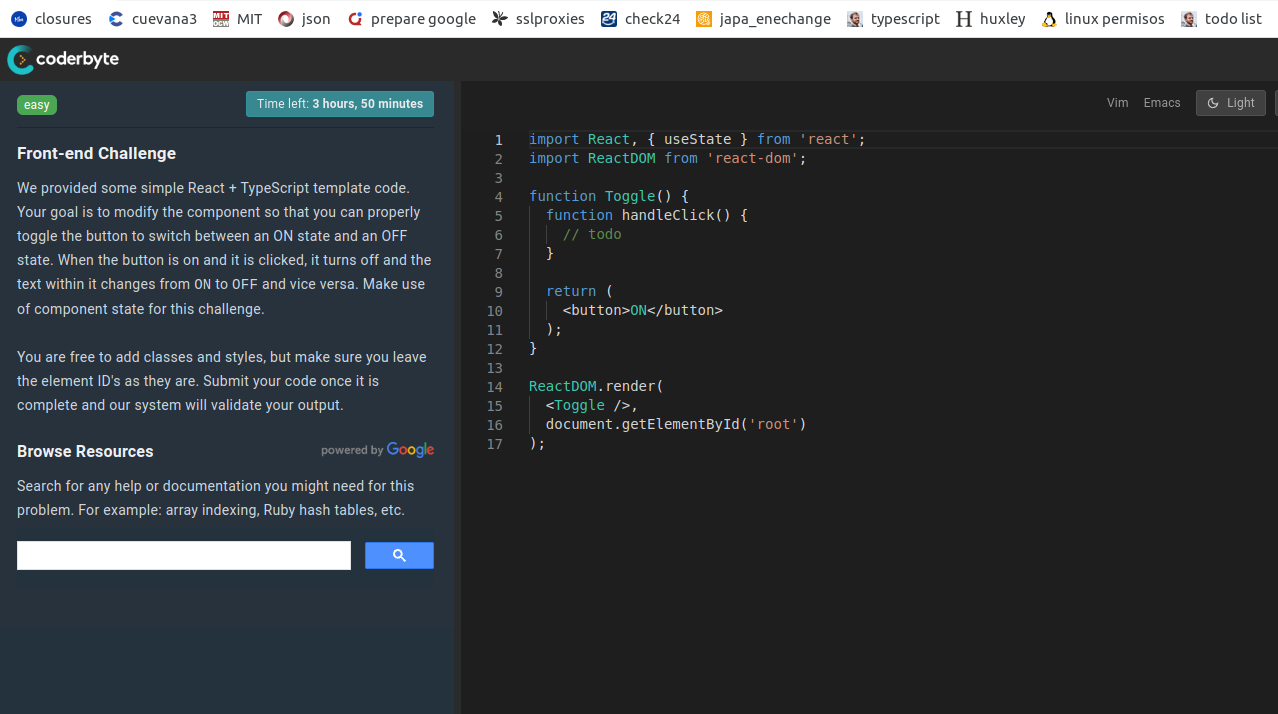 closures cuevana3 MIT json prepare google sslproxies check24 japa_enechange typescript huxley linux permisos todo list
coderbyte
easy Time left: 3 hours, 50 minutes
Front-end Challenge
We provided some simple React + TypeScript template code.
Your goal is to modify the component so that you can properly
toggle the button to switch between an ON state and an OFF
state. When the button is on and it is clicked, it turns off and the
text within it changes from ON to OFF and vice versa. Make use
of component state for this challenge.
You are free to add classes and styles, but make sure you leave
the element ID's as they are. Submit your code once it is
complete and our system will validate your output.
Browse Resources powered by Google
Search for any help or documentation you might need for this
problem. For example: array indexing, Ruby hash tables, etc.
Vim Emacs Light
1 import React, { useState } from 'react';
2 import ReactDOM from 'react-dom';
3
4 function Toggle() {
5   function handleClick() {
6     // todo
7   }
8
9   return (
10     <button>ON</button>
11   );
12 }
13
14 ReactDOM.render(
15   <Toggle />,
16   document.getElementById('root')
17 );